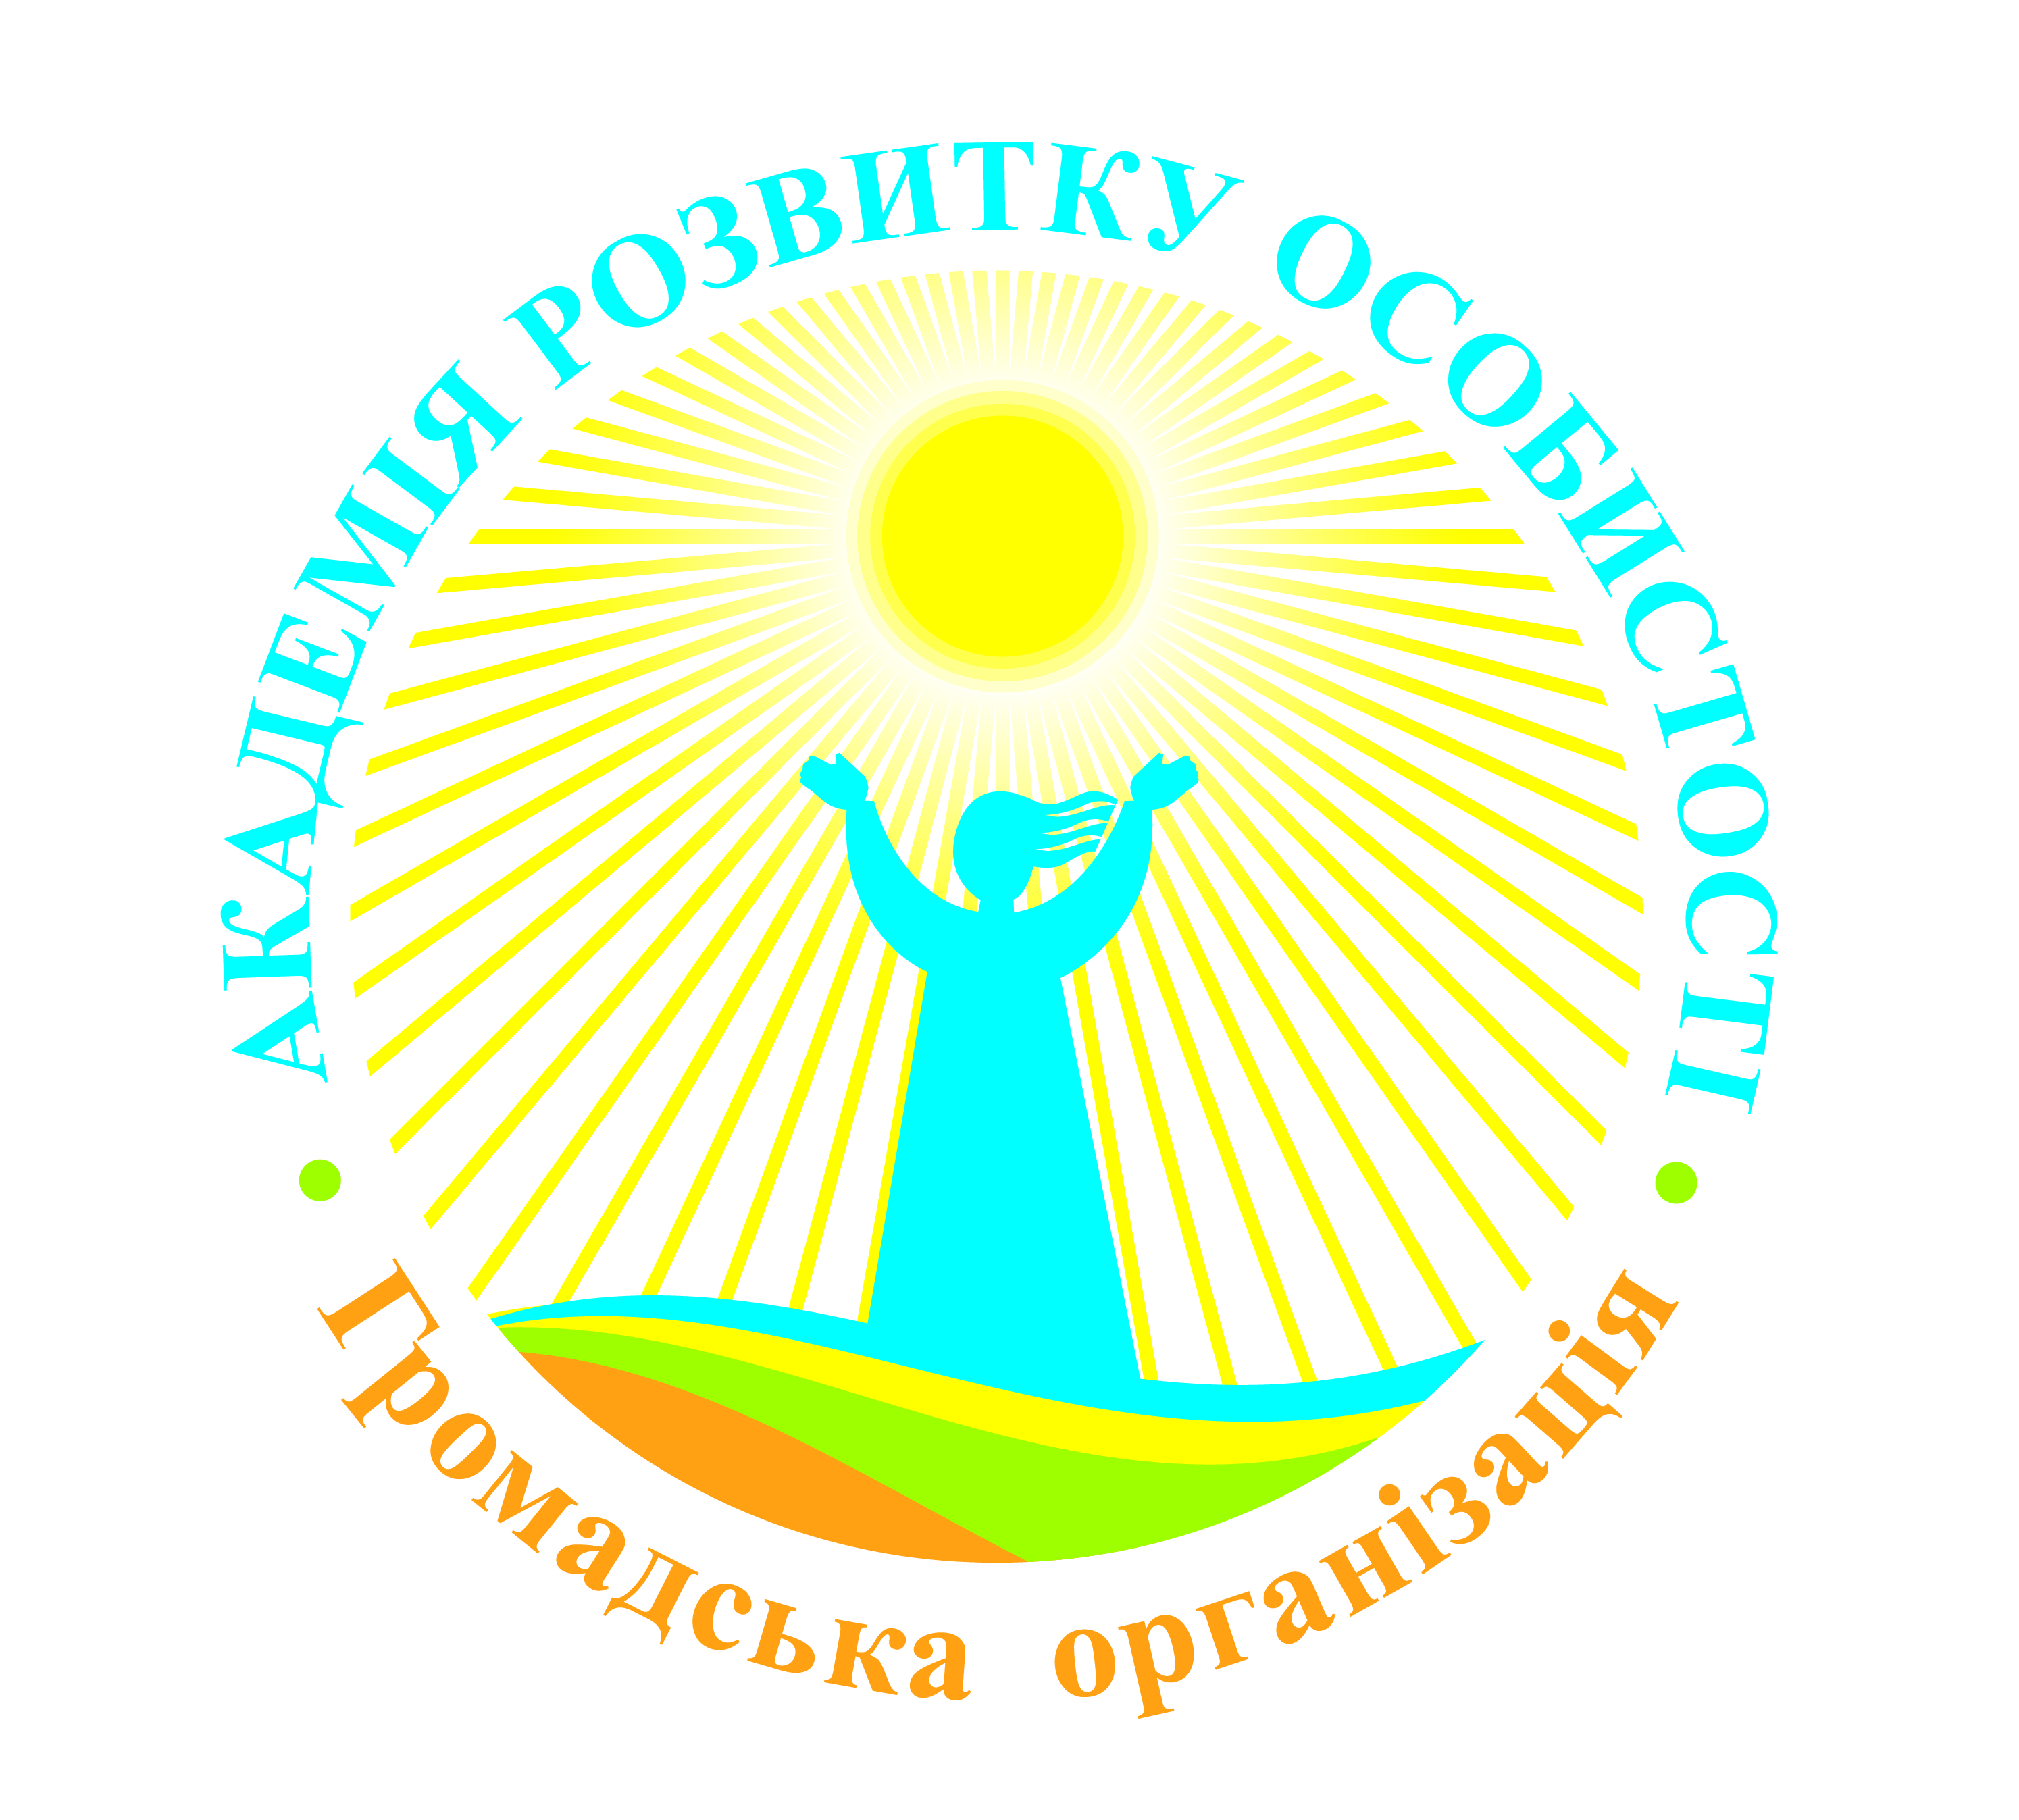 АКАДЕМІЯ РОЗВИТКУ ОСОБИСТОСТІ
Громадська організація